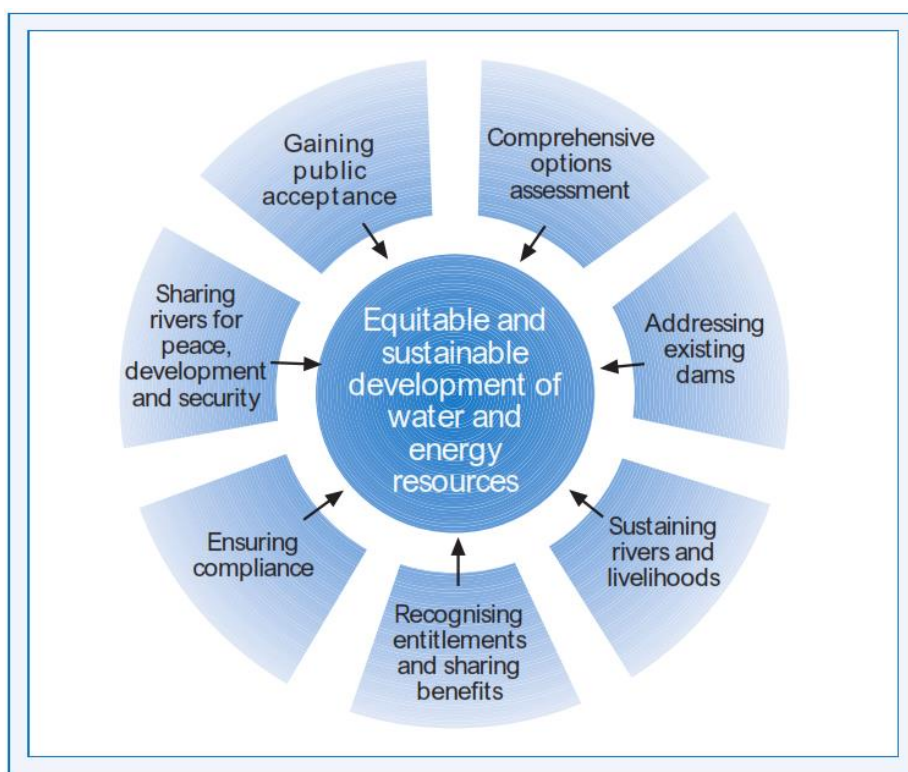 Gaining
public
acceptance
Comprehensive
options
assessment
Addressing
existing
dams
Sustaining
rivers and
livelihoods
Recognising
entitlements
and sharing
benefits
Ensuring
compliance
Sharing
rivers for
peace,
development
and security
Equitable and
sustainable
development of
water and
energy
resources